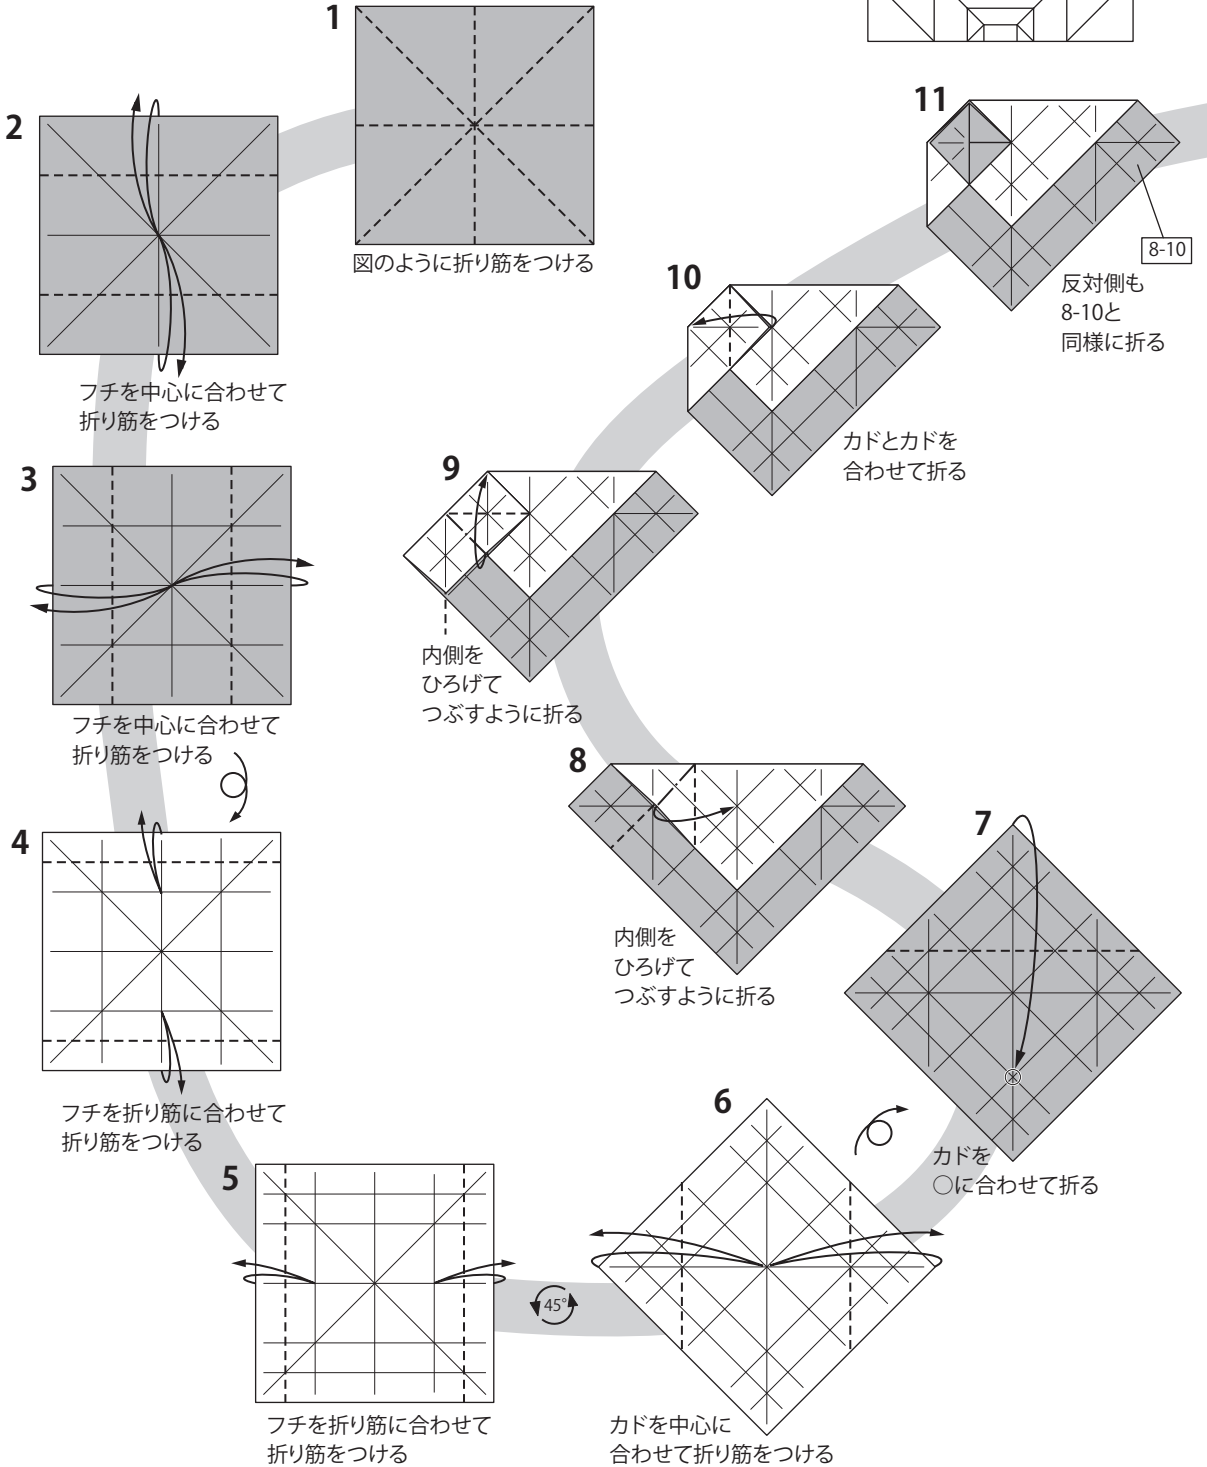 1
図のように折り筋をつける
2
フチを中心に合わせて
折り筋をつける
3
フチを中心に合わせて
折り筋をつける
4
フチを折り筋に合わせて
折り筋をつける
5
フチを折り筋に合わせて
折り筋をつける
45°
6
カドを中心に
合わせて折り筋をつける
7
カドを
○に合わせて折る
8
内側を
ひろげて
つぶすように折る
9
内側を
ひろげて
つぶすように折る
10
カドとカドを
合わせて折る
11
8-10
反対側も
8-10と
同様に折る